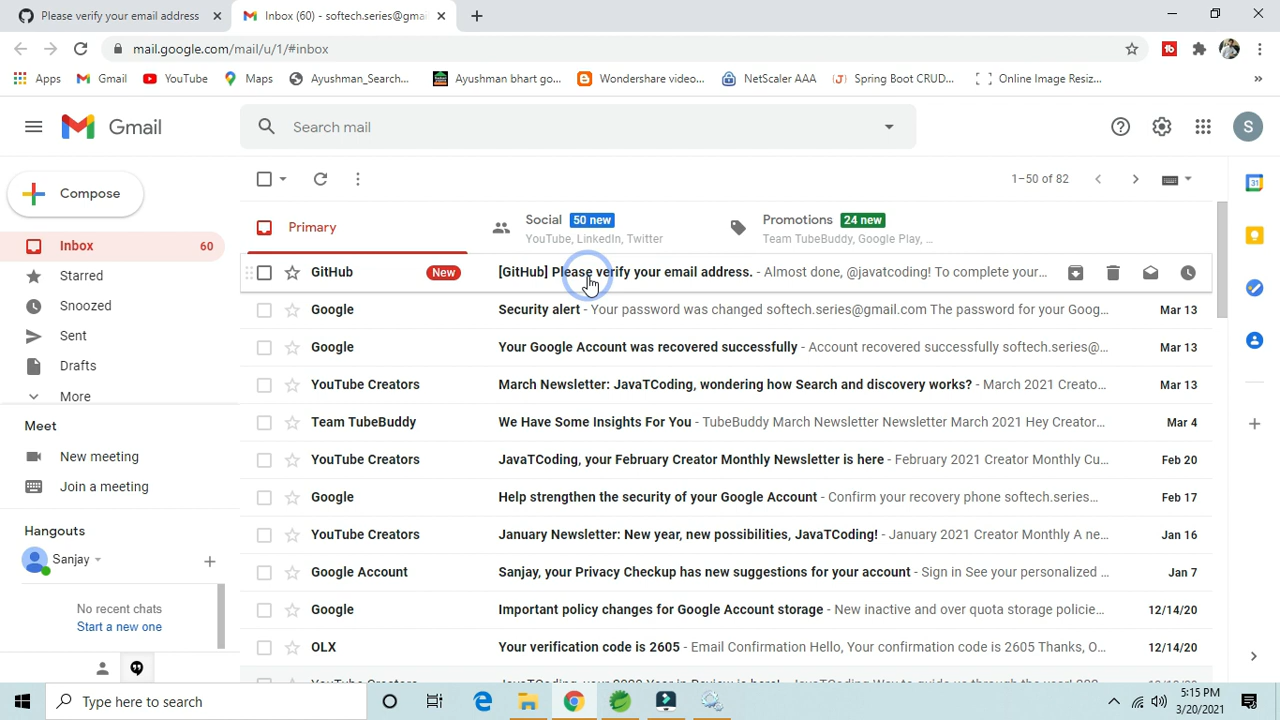 Please verify your email address
Inbox (60) - softech.series@gma
mail.google.com/mail/u/1/#inbox
Apps
Gmail
YouTube
Maps
Ayushman_Search...
Ayushman bhart go...
Wondershare video...
NetScaler AAA
Spring Boot CRUD...
Online Image Resiz...
»
Gmail
Search mail
S
Compose
1–50 of 82
Primary
Social 50 new
YouTube, LinkedIn, Twitter
Promotions 24 new
Team TubeBuddy, Google Play, ...
Inbox 60
Starred
Snoozed
Sent
Drafts
More
Meet
New meeting
Join a meeting
Hangouts
Sanjay
No recent chats
Start a new one
GitHub New [GitHub] Please verify your email address. - Almost done, @javatcoding! To complete your...
Google Security alert - Your password was changed softech.series@gmail.com The password for your Goog... Mar 13
Google Your Google Account was recovered successfully - Account recovered successfully softech.series@... Mar 13
YouTube Creators March Newsletter: JavaTCoding, wondering how Search and discovery works? - March 2021 Creato... Mar 13
Team TubeBuddy We Have Some Insights For You - TubeBuddy March Newsletter Newsletter March 2021 Hey Creator... Mar 4
YouTube Creators JavaTCoding, your February Creator Monthly Newsletter is here - February 2021 Creator Monthly Cu... Feb 20
Google Help strengthen the security of your Google Account - Confirm your recovery phone softech.series... Feb 17
YouTube Creators January Newsletter: New year, new possibilities, JavaTCoding! - January 2021 Creator Monthly A ne... Jan 16
Google Account Sanjay, your Privacy Checkup has new suggestions for your account - Sign in See your personalized ... Jan 7
Google Important policy changes for Google Account storage - New inactive and over quota storage policie... 12/14/20
OLX Your verification code is 2605 - Email Confirmation Hello, Your confirmation code is 2605 Thanks, O... 12/14/20
Type here to search
5:15 PM
3/20/2021